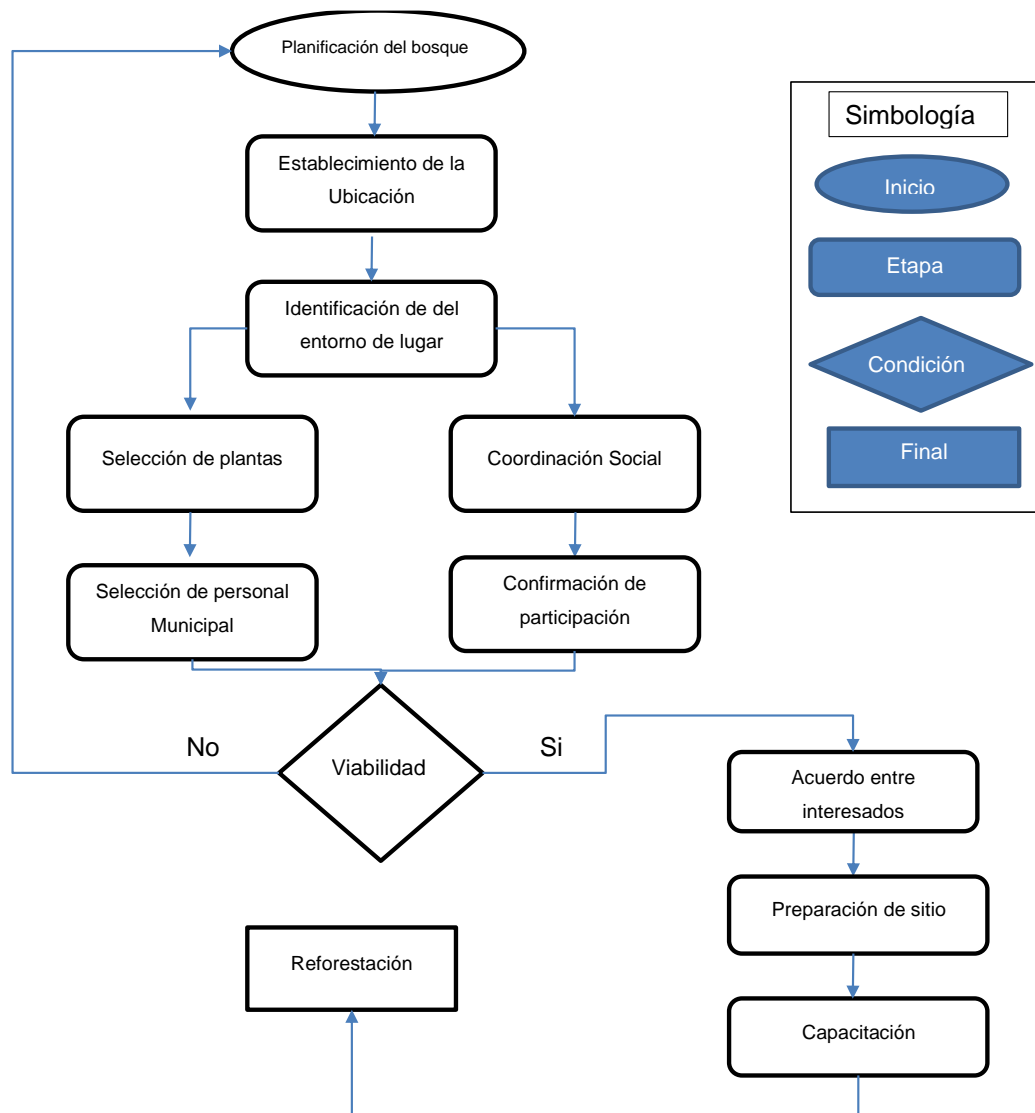 Planificación del bosque
Establecimiento de la
Ubicación
Identificación de del
entorno de lugar
Selección de plantas
Coordinación Social
Selección de personal
Municipal
Confirmación de
participación
Viabilidad
No
Si
Acuerdo entre
interesados
Preparación de sitio
Capacitación
Reforestación
Simbología
Inicio
Etapa
Condición
Final